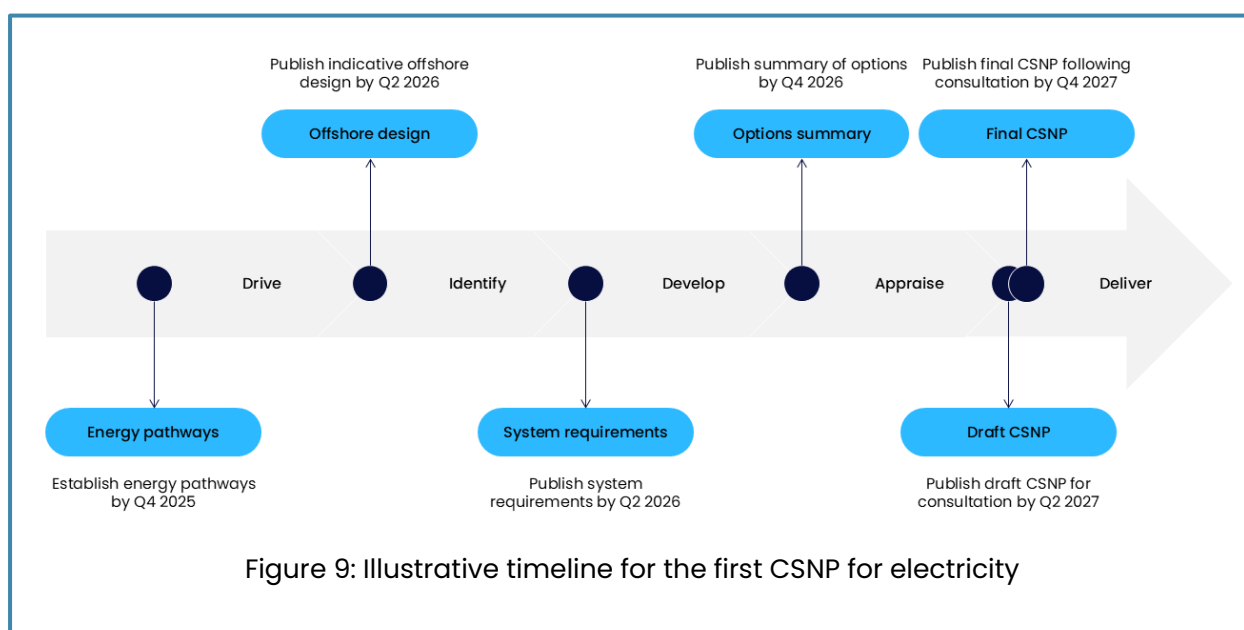 Publish indicative offshore
design by Q2 2026
Publish summary of options
by Q4 2026
Publish final CSNP following
consultation by Q4 2027
Offshore design
Options summary
Final CSNP
Drive
Identify
Develop
Appraise
Deliver
Energy pathways
System requirements
Draft CSNP
Establish energy pathways
by Q4 2025
Publish system
requirements by Q2 2026
Publish draft CSNP for
consultation by Q2 2027
Figure 9: Illustrative timeline for the first CSNP for electricity